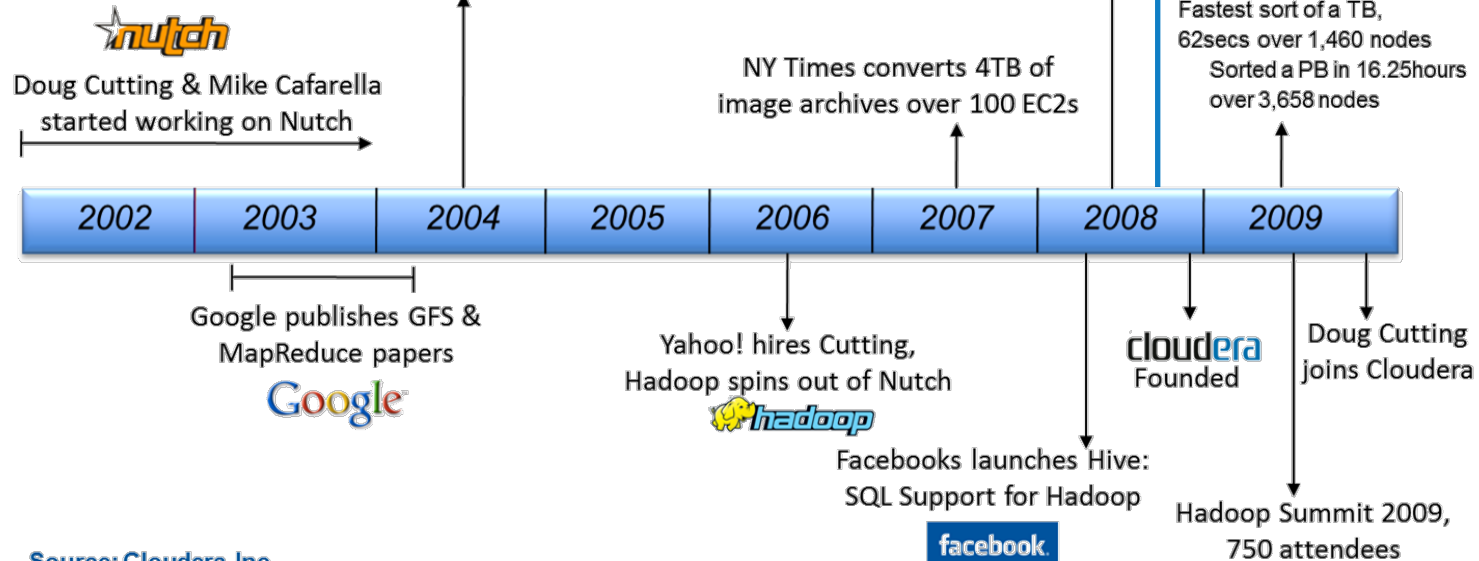 nutch
Doug Cutting & Mike Cafarella
started working on Nutch
NY Times converts 4TB of
image archives over 100 EC2s
Fastest sort of a TB,
62secs over 1,460 nodes
Sorted a PB in 16.25hours
over 3,658 nodes
2002
2003
2004
2005
2006
2007
2008
2009
Google publishes GFS &
MapReduce papers
Google
Yahoo! hires Cutting,
Hadoop spins out of Nutch
hadoop
Facebooks launches Hive:
SQL Support for Hadoop
facebook.
cloudera
Founded
Doug Cutting
joins Cloudera
Hadoop Summit 2009,
750 attendees
Source: Cloudera, Inc.